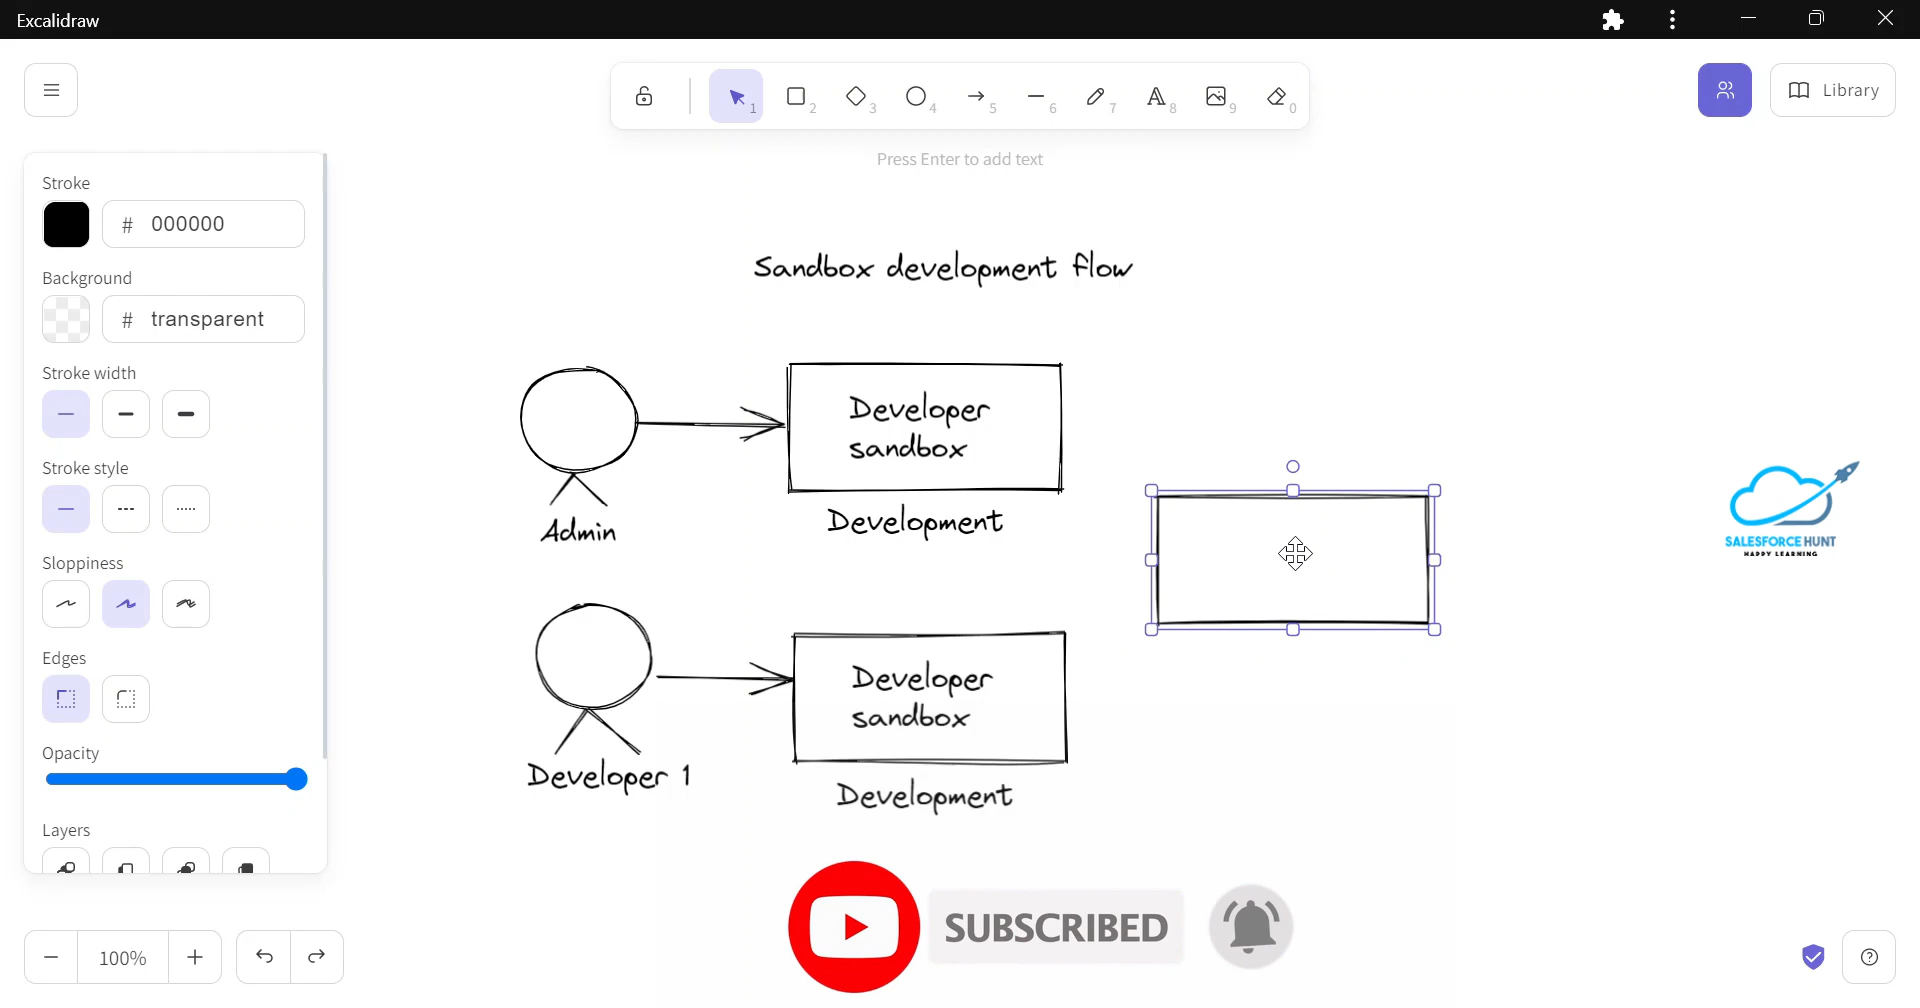 Excalidraw
1
2
3
4
5
6
7
8
9
0
Library
Press Enter to add text
Stroke
# 000000
Background
# transparent
Stroke width
Stroke style
Sloppiness
Edges
Opacity
Layers
Sandbox development flow
Developer
sandbox
Admin
Development
Developer
sandbox
Developer 1
Development
SALESFORCE HUNT
HAPPY LEARNING
SUBSCRIBED
100%